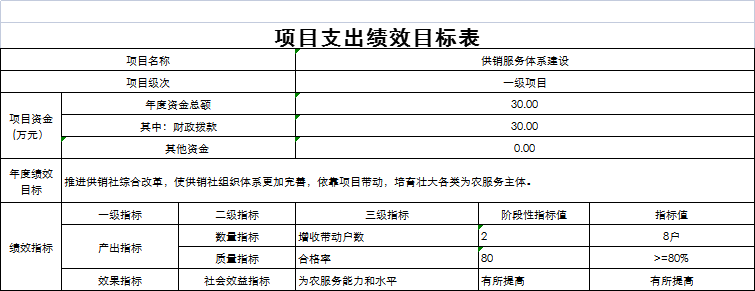 项目支出绩效目标表
项目名称 供销服务体系建设
项目级次 一级项目
项目资金
(万元) 年度资金总额 30.00
其中：财政拨款 30.00
其他资金 0.00
年度绩效
目标 推进供销社综合改革，使供销社组织体系更加完善，依靠项目带动，培育壮大各类为农服务主体。
绩效指标 一级指标 二级指标 三级指标 阶段性指标值 指标值
产出指标 数量指标 增收带动户数 2 8户
质量指标 合格率 80 >=80%
效果指标 社会效益指标 为农服务能力和水平 有所提高 有所提高